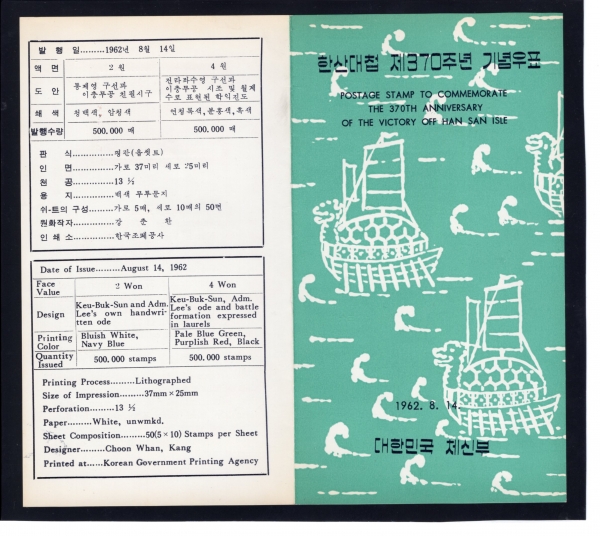 발 행 일.........1962년 8월 14일
액 면 2 원 4 원
도 안 통제영 구선과 이충무공 친필시구 전라좌수영 구선과 이충무공 시조 및 월계수로 표현된 학익진도
쇄 색 청백색, 암청색 연청록색, 분홍색, 흑색
발행수량 500.000 매 500.000 매
판 식...............평판(옵셋트)
인 면...............가로 37미리 세로 25미리
천 공...............13 ½
용 지...............백색 무투문지
쉬-트의 구성........가로 5매, 세로 10매의 50번
원화작자...............강 춘 환
인 쇄 소...............한국조폐공사
Date of Issue.........August 14, 1962
Face Value 2 Won 4 Won
Design Keu-Buk-Sun and Adm. Lee's own handwritten ode Keu-Buk-Sun, Adm. Lee's ode and battle formation expressed in laurels
Printing Color Bluish White, Navy Blue Pale Blue Green, Purplish Red, Black
Quantity Issued 500.000 stamps 500.000 stamps
Printing Process.........Lithographed
Size of Impression.........37mm×25mm
Perforation.........13 ½
Paper.........White, unwmkd.
Sheet Composition.........50(5×10) Stamps per Sheet
Designer.........Choon Whan, Kang
Printed at......Korean Government Printing Agency
한산대첩 제370주년 기념우표
POSTAGE STAMP TO COMMEMORATE
THE 370TH ANNIVERSARY
OF THE VICTORY OFF HAN SAN ISLE
1962. 8. 14.
대한민국 체신부